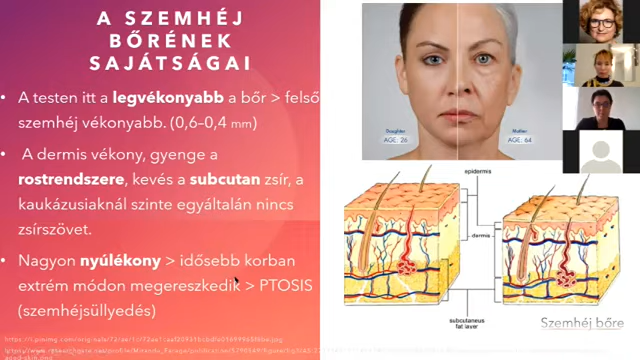 A SZEMHÉJ
BŐRÉNEK
SAJÁTSÁGAI
• A testen itt a legvékonyabb a bőr > felső
szemhéj vékonyabb. (0,6–0,4 mm)
• A dermis vékony, gyenge a
rostrendszere, kevés a subcutan zsír, a
kaukázusiaknál szinte egyáltalán nincs
zsírszövet.
• Nagyon nyúlékony > idősebb korban
extrém módon megereszkedik > PTOSIS
(szemhéjsüllyedés)
Daughter
AGE: 26
Mother
AGE: 64
epidermis
dermis
subcutaneus
fat layer
Szemhéj bőre